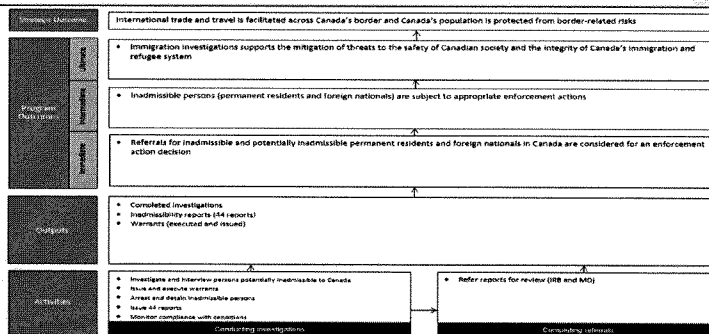 Strategic Outcome
International trade and travel is facilitated across Canada's border and Canada's population is protected from border-related risks
Program
Outcomes
Ultimate
Intermediate
Immediate
• Immigration investigations supports the mitigation of threats to the safety of Canadian society and the integrity of Canada's immigration and
refugee system
• Inadmissible persons (permanent residents and foreign nationals) are subject to appropriate enforcement actions
• Referrals for inadmissible and potentially inadmissible permanent residents and foreign nationals in Canada are considered for an enforcement
action decision
Outputs
• Completed investigations
• Inadmissibility reports (44 reports)
• Warrants (executed and issued)
Activities
• Investigate and interview persons potentially inadmissible to Canada
• Issue and execute warrants
• Arrest and detain inadmissible persons
• Issue 44 reports
• Monitor compliance with conditions
Conducting investigations
• Refer reports for review (IRB and MD)
Completing referrals